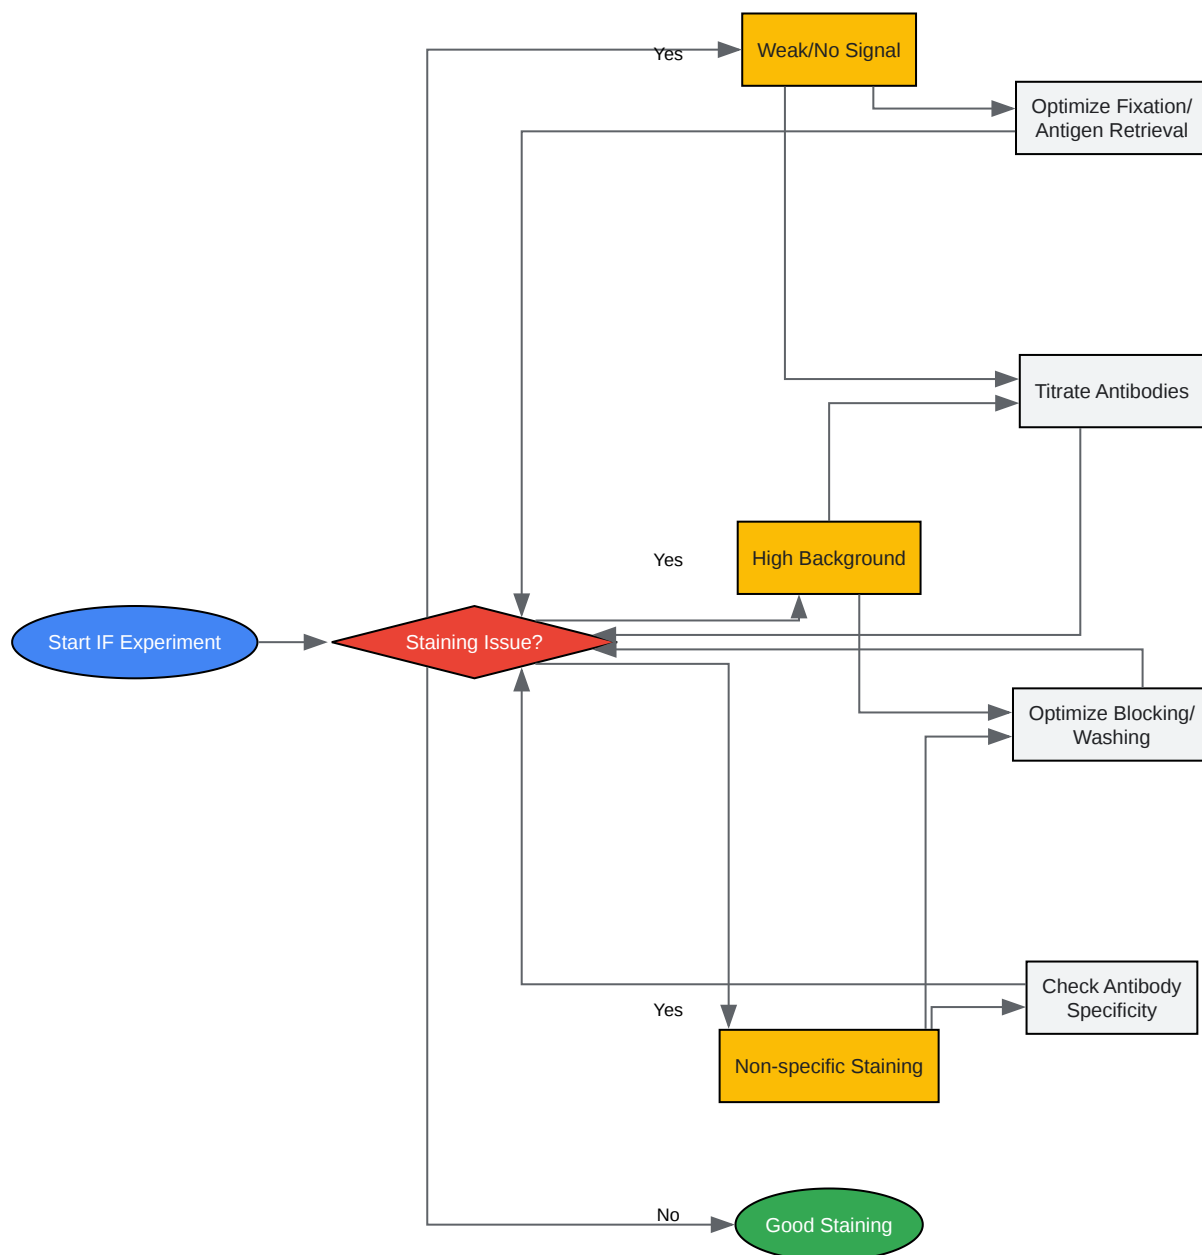 Yes
Weak/No Signal
Optimize Fixation/
Antigen Retrieval
Titrate Antibodies
Yes
High Background
Start IF Experiment
Staining Issue?
Optimize Blocking/
Washing
Check Antibody
Specificity
Yes
Non-specific Staining
No
Good Staining